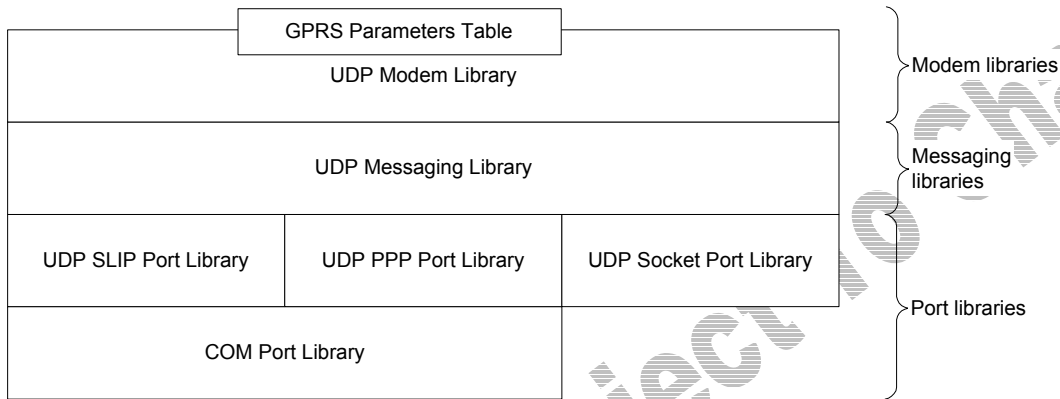 GPRS Parameters Table
UDP Modem Library
Modem libraries
UDP Messaging Library
Messaging
libraries
UDP SLIP Port Library
UDP PPP Port Library
UDP Socket Port Library
Port libraries
COM Port Library